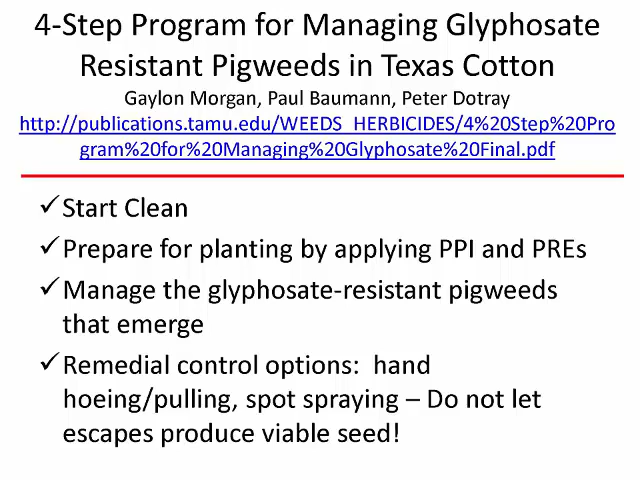 4-Step Program for Managing Glyphosate
Resistant Pigweeds in Texas Cotton
Gaylon Morgan, Paul Baumann, Peter Dotray
http://publications.tamu.edu/WEEDS_HERBICIDES/4%20Step%20Pro
gram%20for%20Managing%20Glyphosate%20Final.pdf
✓Start Clean
✓Prepare for planting by applying PPI and PREs
✓Manage the glyphosate-resistant pigweeds
that emerge
✓Remedial control options:  hand
hoeing/pulling, spot spraying – Do not let
escapes produce viable seed!